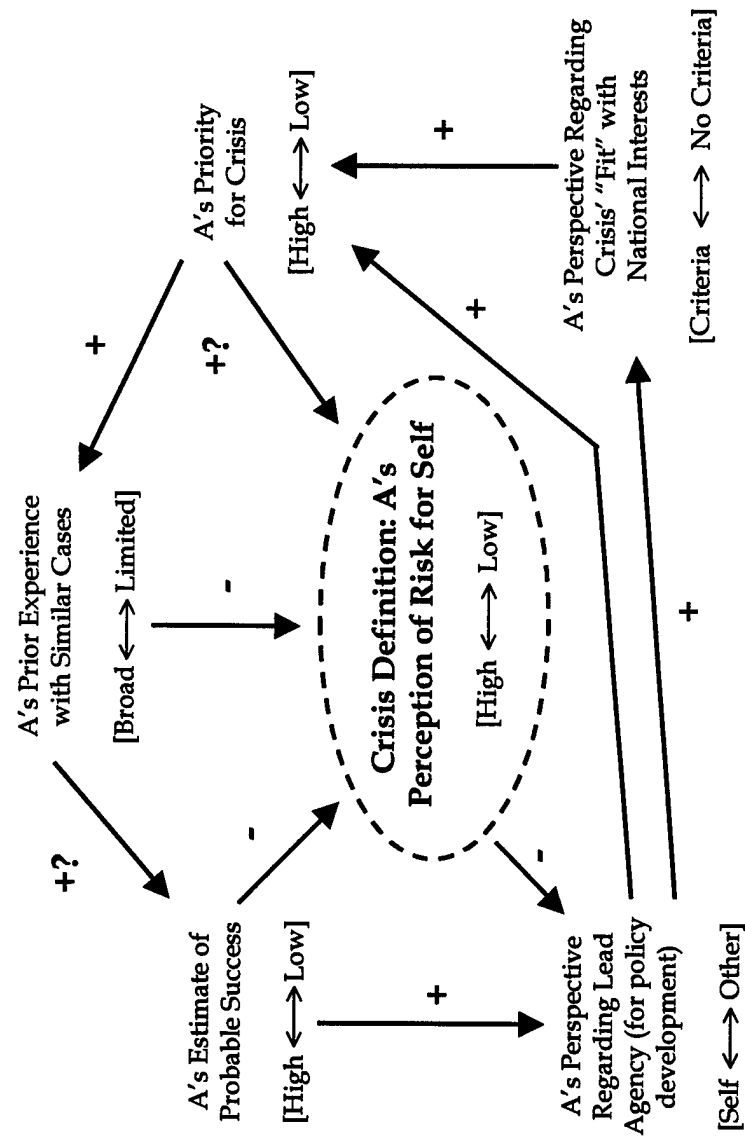 A's Prior Experience
with Similar Cases
[Broad ⟷ Limited]
+?
+
A's Estimate of
Probable Success
[High ⟷ Low]
-
-
+?
A's Priority
for Crisis
[High ⟷ Low]
Crisis Definition: A's
Perception of Risk for Self
[High ⟷ Low]
+
-
+
+
A's Perspective
Regarding Lead
Agency (for policy
development)
[Self ⟷ Other]
+
A's Perspective Regarding
Crisis' "Fit" with
National Interests
[Criteria ⟷ No Criteria]